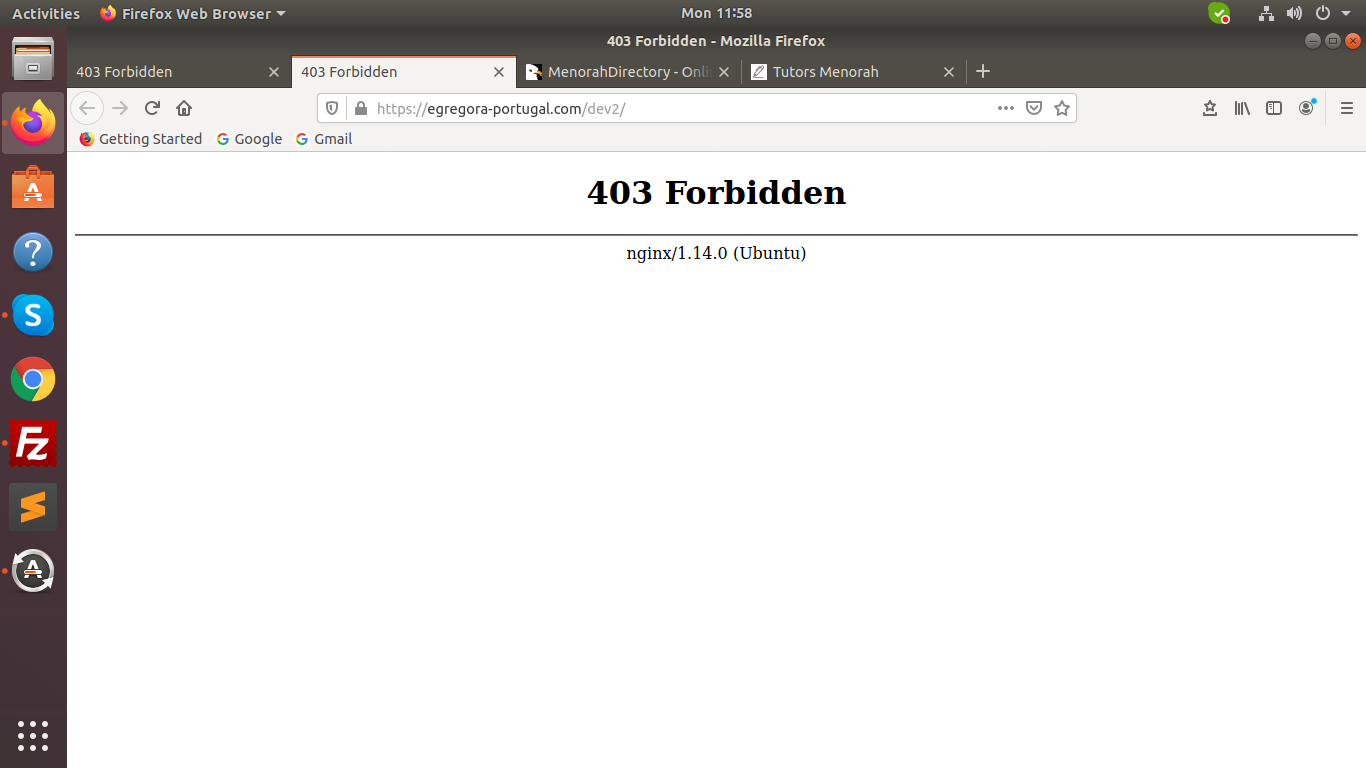 Activities Firefox Web Browser Mon 11:58
403 Forbidden - Mozilla Firefox
403 Forbidden 403 Forbidden MenorahDirectory - Onli Tutors Menorah
https://egregora-portugal.com/dev2/
Getting Started Google Gmail
403 Forbidden
nginx/1.14.0 (Ubuntu)